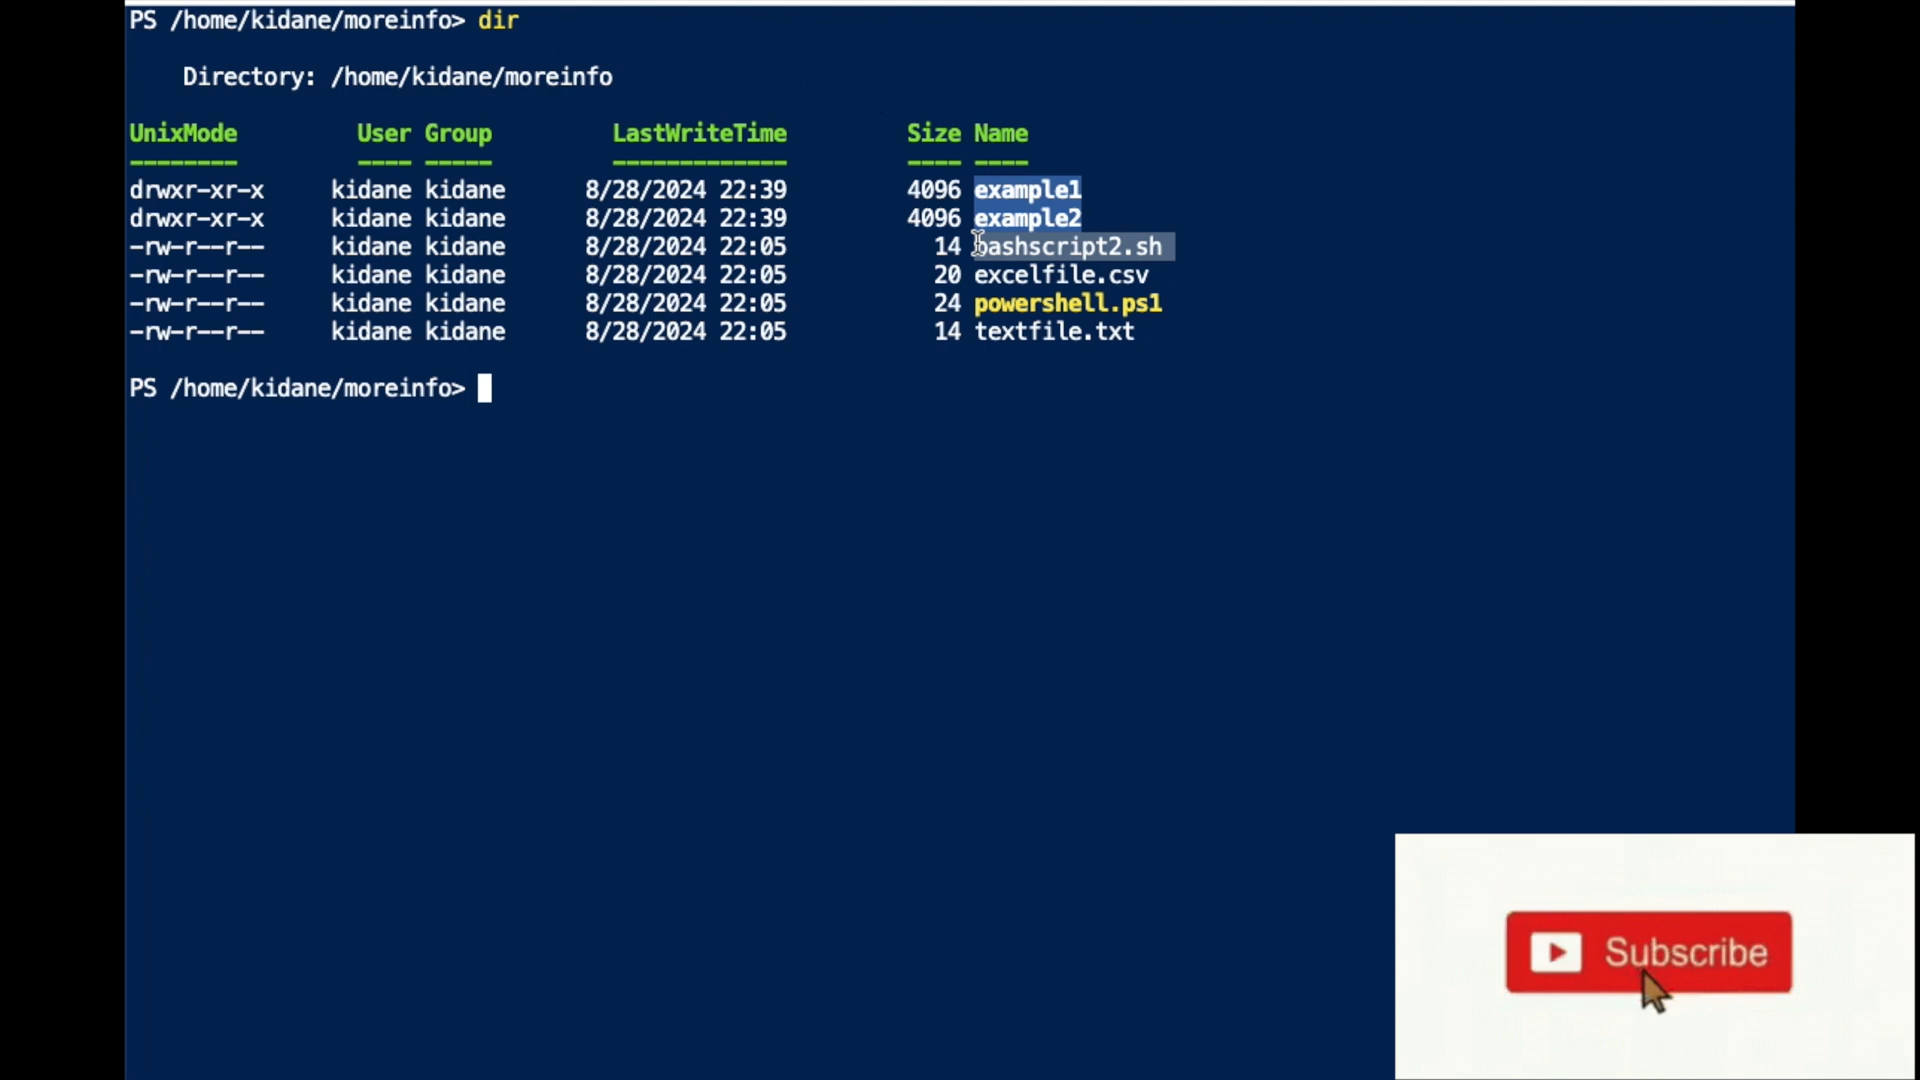 PS /home/kidane/moreinfo> dir
Directory: /home/kidane/moreinfo
UnixMode User Group LastWriteTime Size Name
-------- ---- ----- ------------- ---- ----
drwxr-xr-x kidane kidane 8/28/2024 22:39 4096 example1
drwxr-xr-x kidane kidane 8/28/2024 22:39 4096 example2
-rw-r--r-- kidane kidane 8/28/2024 22:05 14 bashscript2.sh
-rw-r--r-- kidane kidane 8/28/2024 22:05 20 excelfile.csv
-rw-r--r-- kidane kidane 8/28/2024 22:05 24 powershell.ps1
-rw-r--r-- kidane kidane 8/28/2024 22:05 14 textfile.txt
PS /home/kidane/moreinfo>
Subscribe